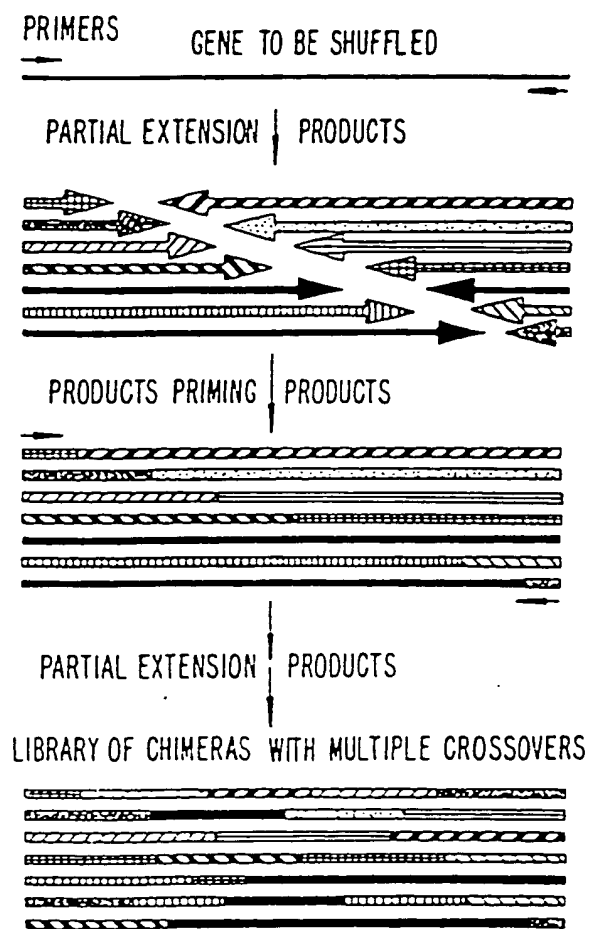 PRIMERS
GENE TO BE SHUFFLED
PARTIAL EXTENSION PRODUCTS
PRODUCTS PRIMING PRODUCTS
PARTIAL EXTENSION PRODUCTS
LIBRARY OF CHIMERAS WITH MULTIPLE CROSSOVERS